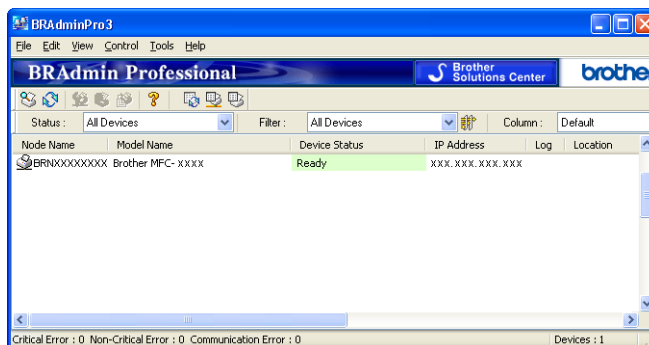 BRAdminPro3
File Edit View Control Tools Help
BRAdmin Professional Brother Solutions Center brothe
Status : All Devices Filter : All Devices Column : Default
Node Name Model Name Device Status IP Address Log Location
BRNXXXXXXXX Brother MFC- XXXX Ready XXX.XXX.XXX.XXX
Critical Error : 0 Non-Critical Error : 0 Communication Error : 0 Devices : 1